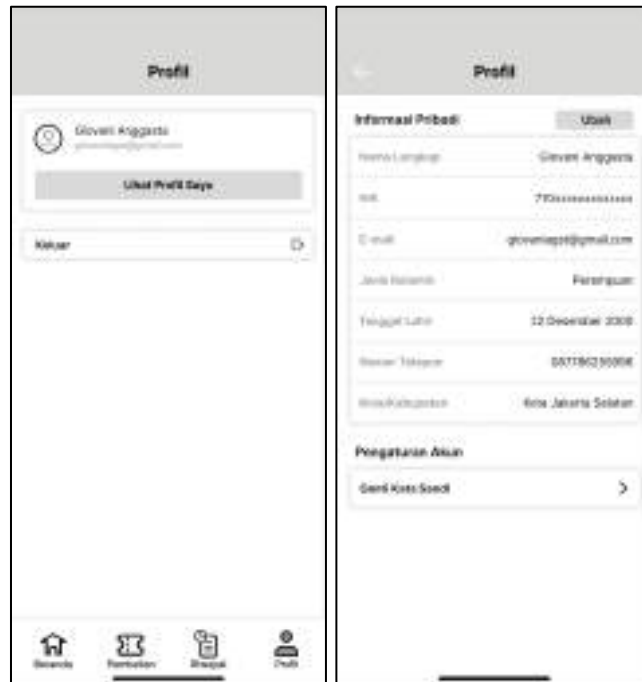 Profil
Giovani Anggasta
Lihat Profil Saya
Keluar
Beranda
Pembelian
Riwayat
Profil
Profil
Informasi Pribadi
Ubah
Nama Lengkap
Giovani Anggasta
NIK
E-mail
Jenis Kelamin
Perempuan
Tanggal Lahir
12 Desember 2000
Nomor Telepon
Kota/Kabupaten
Kota Jakarta Selatan
Pengaturan Akun
Ganti Kata Sandi